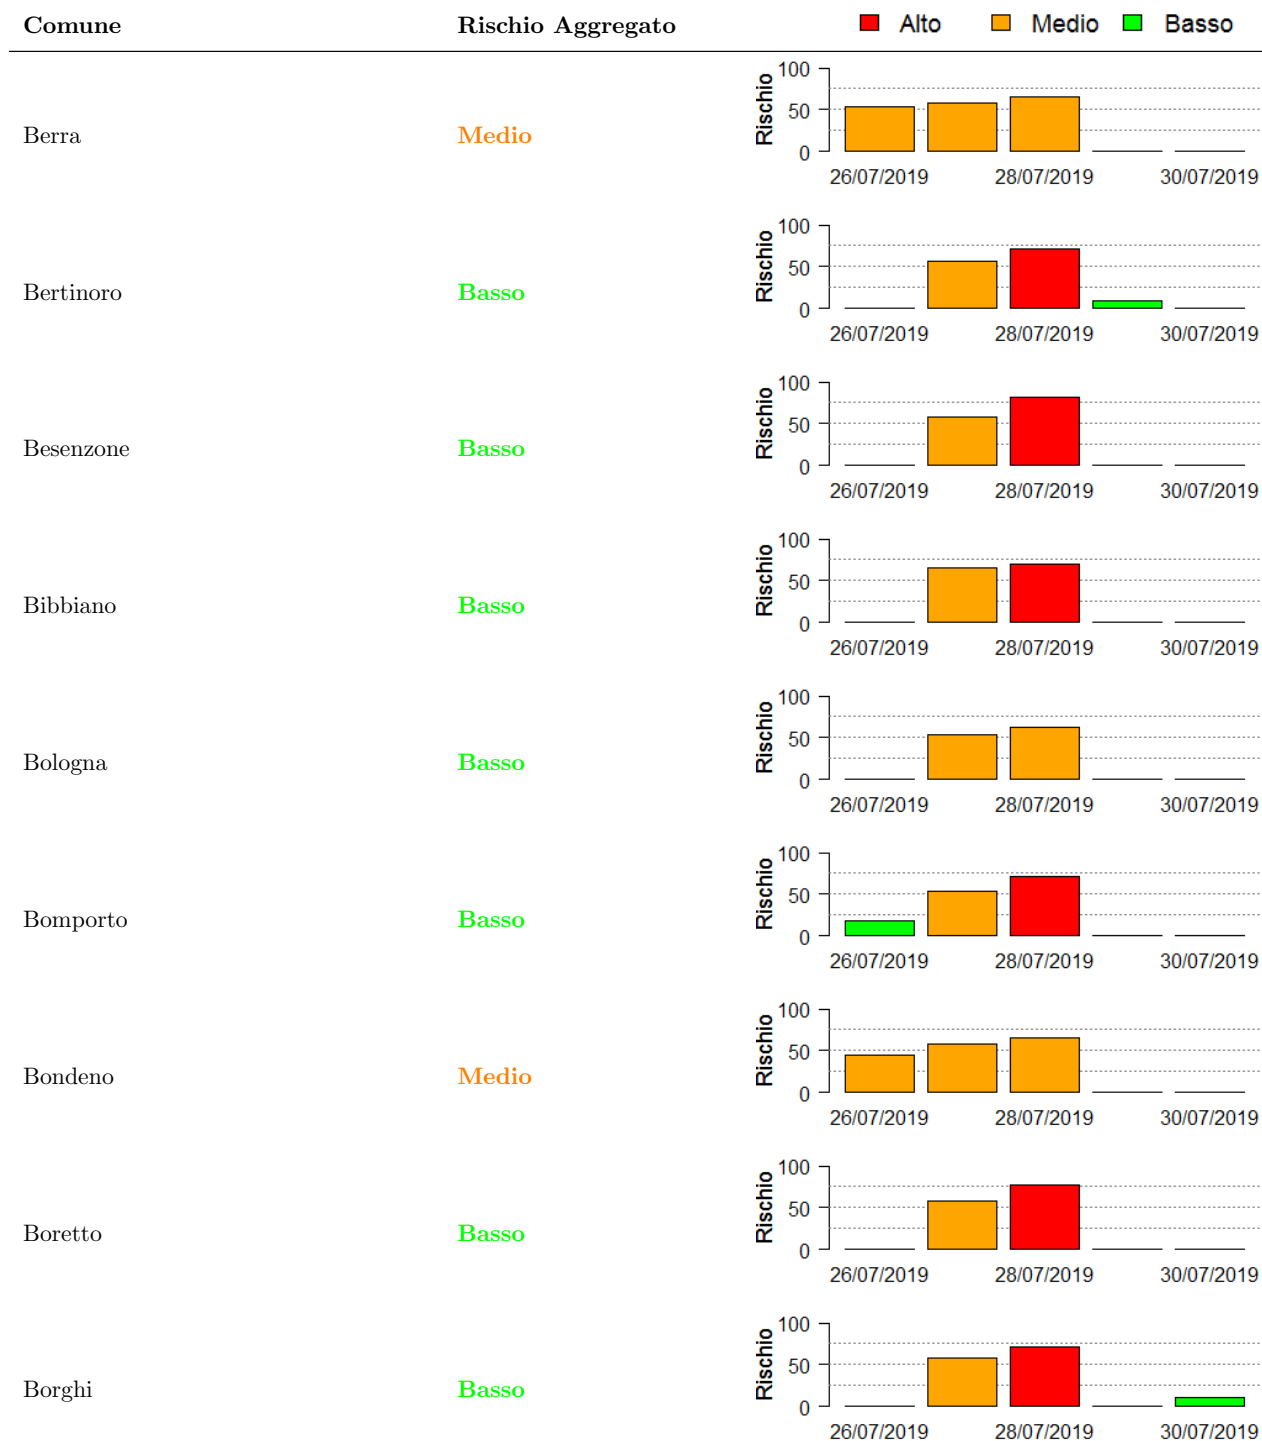 Comune Rischio Aggregato Alto Medio Basso
100
50
0
Rischio
Berra Medio
26/07/2019 28/07/2019 30/07/2019
100
50
0
Rischio
Bertinoro Basso
26/07/2019 28/07/2019 30/07/2019
100
50
0
Rischio
Besenzone Basso
26/07/2019 28/07/2019 30/07/2019
100
50
0
Rischio
Bibbiano Basso
26/07/2019 28/07/2019 30/07/2019
100
50
0
Rischio
Bologna Basso
26/07/2019 28/07/2019 30/07/2019
100
50
0
Rischio
Bomporto Basso
26/07/2019 28/07/2019 30/07/2019
100
50
0
Rischio
Bondeno Medio
26/07/2019 28/07/2019 30/07/2019
100
50
0
Rischio
Boretto Basso
26/07/2019 28/07/2019 30/07/2019
100
50
0
Rischio
Borghi Basso
26/07/2019 28/07/2019 30/07/2019